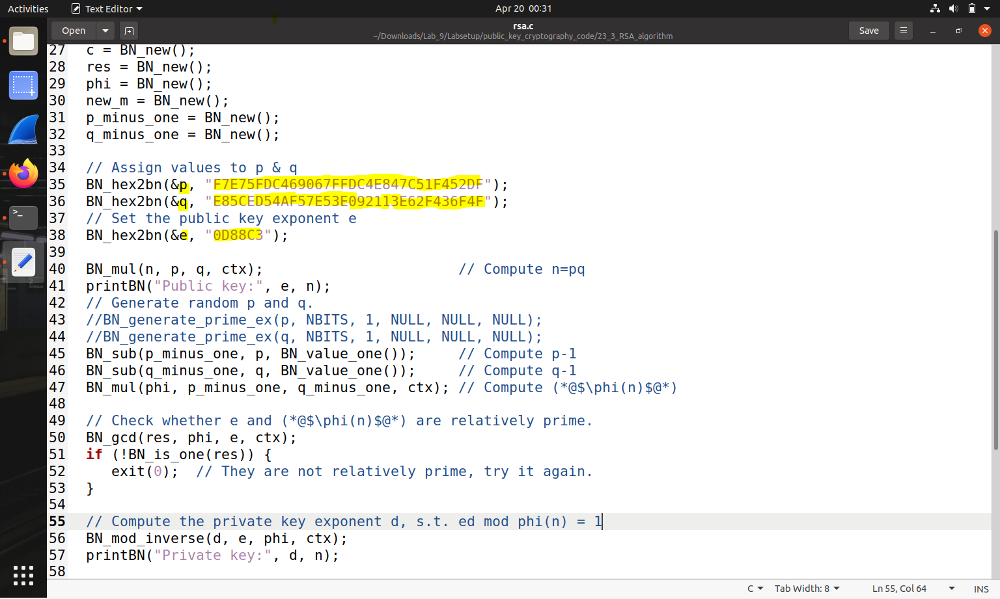 Activities Text Editor Apr 20 00:31
Open rsa.c Save
~/Downloads/Lab_9/Labsetup/public_key_cryptography_code/23_3_RSA_algorithm
27 c = BN_new();
28 res = BN_new();
29 phi = BN_new();
30 new_m = BN_new();
31 p_minus_one = BN_new();
32 q_minus_one = BN_new();
33
34 // Assign values to p & q
35 BN_hex2bn(&p, "F7E75FDC469067FFDC4E847C51F452DF");
36 BN_hex2bn(&q, "E85CED54AF57E53E092113E62F436F4F");
37 // Set the public key exponent e
38 BN_hex2bn(&e, "0D88C3");
39
40 BN_mul(n, p, q, ctx); // Compute n=pq
41 printBN("Public key:", e, n);
42 // Generate random p and q.
43 //BN_generate_prime_ex(p, NBITS, 1, NULL, NULL, NULL);
44 //BN_generate_prime_ex(q, NBITS, 1, NULL, NULL, NULL);
45 BN_sub(p_minus_one, p, BN_value_one()); // Compute p-1
46 BN_sub(q_minus_one, q, BN_value_one()); // Compute q-1
47 BN_mul(phi, p_minus_one, q_minus_one, ctx); // Compute (*@$\phi(n)$@*)
48
49 // Check whether e and (*@$\phi(n)$@*) are relatively prime.
50 BN_gcd(res, phi, e, ctx);
51 if (!BN_is_one(res)) {
52 exit(0); // They are not relatively prime, try it again.
53 }
54
55 // Compute the private key exponent d, s.t. ed mod phi(n) = 1
56 BN_mod_inverse(d, e, phi, ctx);
57 printBN("Private key:", d, n);
58
C Tab Width: 8 Ln 55, Col 64 INS